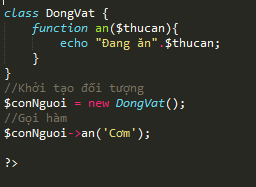 class DongVat {
function an($thucan){
echo "Đang ăn".$thucan;
}
}
//Khởi tạo đối tượng
$conNguoi = new DongVat();
//Gọi hàm
$conNguoi->an('Cơm');
?>